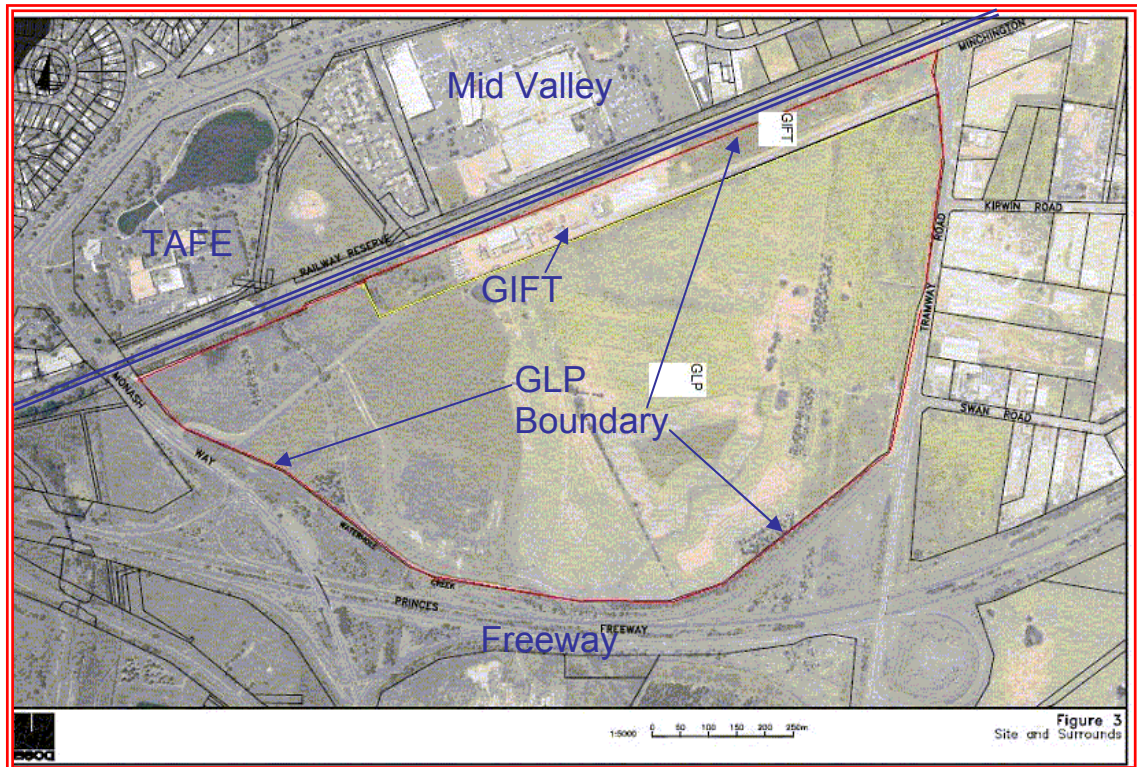 MINCHINGTON
Mid Valley
GIFT
TAFE
RAILWAY RESERVE
KIRWIN ROAD
ROAD
GIFT
TRAMWAY
GLP
MONASH
GLP
Boundary
SWAN ROAD
WAY
WATERHOLE
CREEK
PRINCES
FREEWAY
Freeway
Figure 3
Site and Surrounds
1:5000 0 50 100 150 200 250m